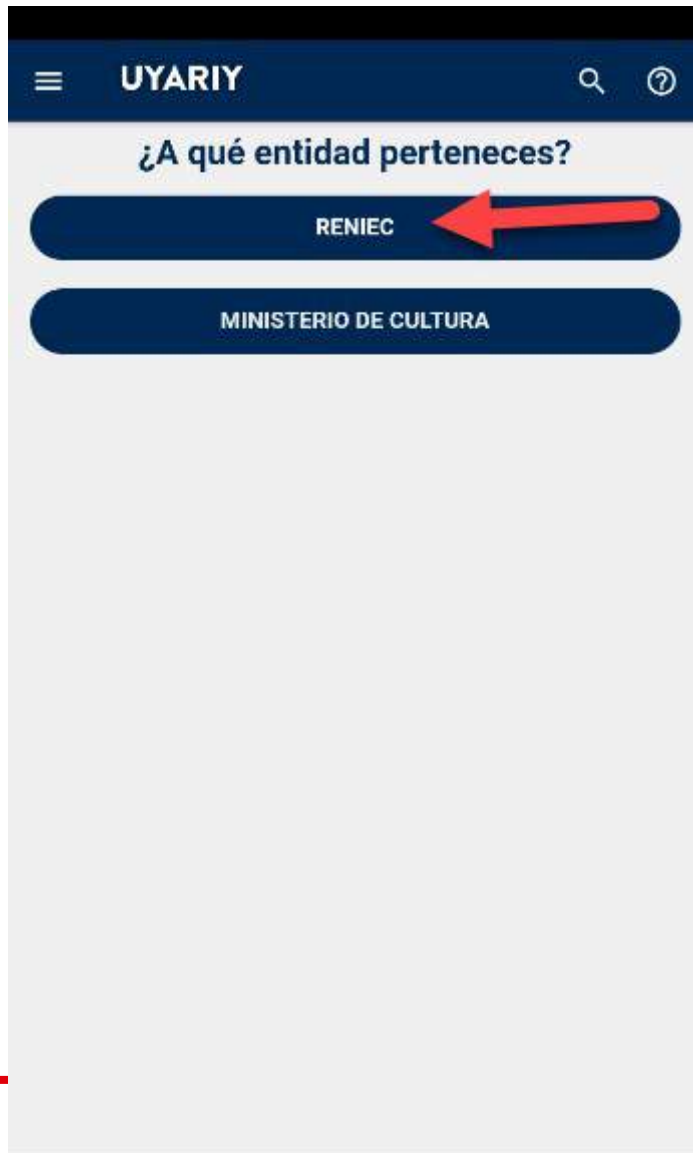 UYARIY
¿A qué entidad perteneces?
RENIEC
MINISTERIO DE CULTURA